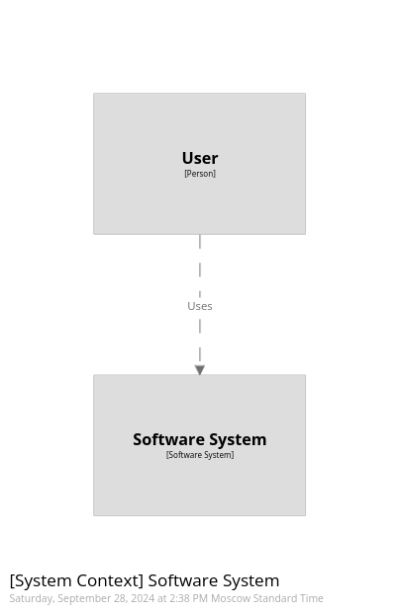 User
[Person]
Uses
Software System
[Software System]
[System Context] Software System
Saturday, September 28, 2024 at 2:38 PM Moscow Standard Time